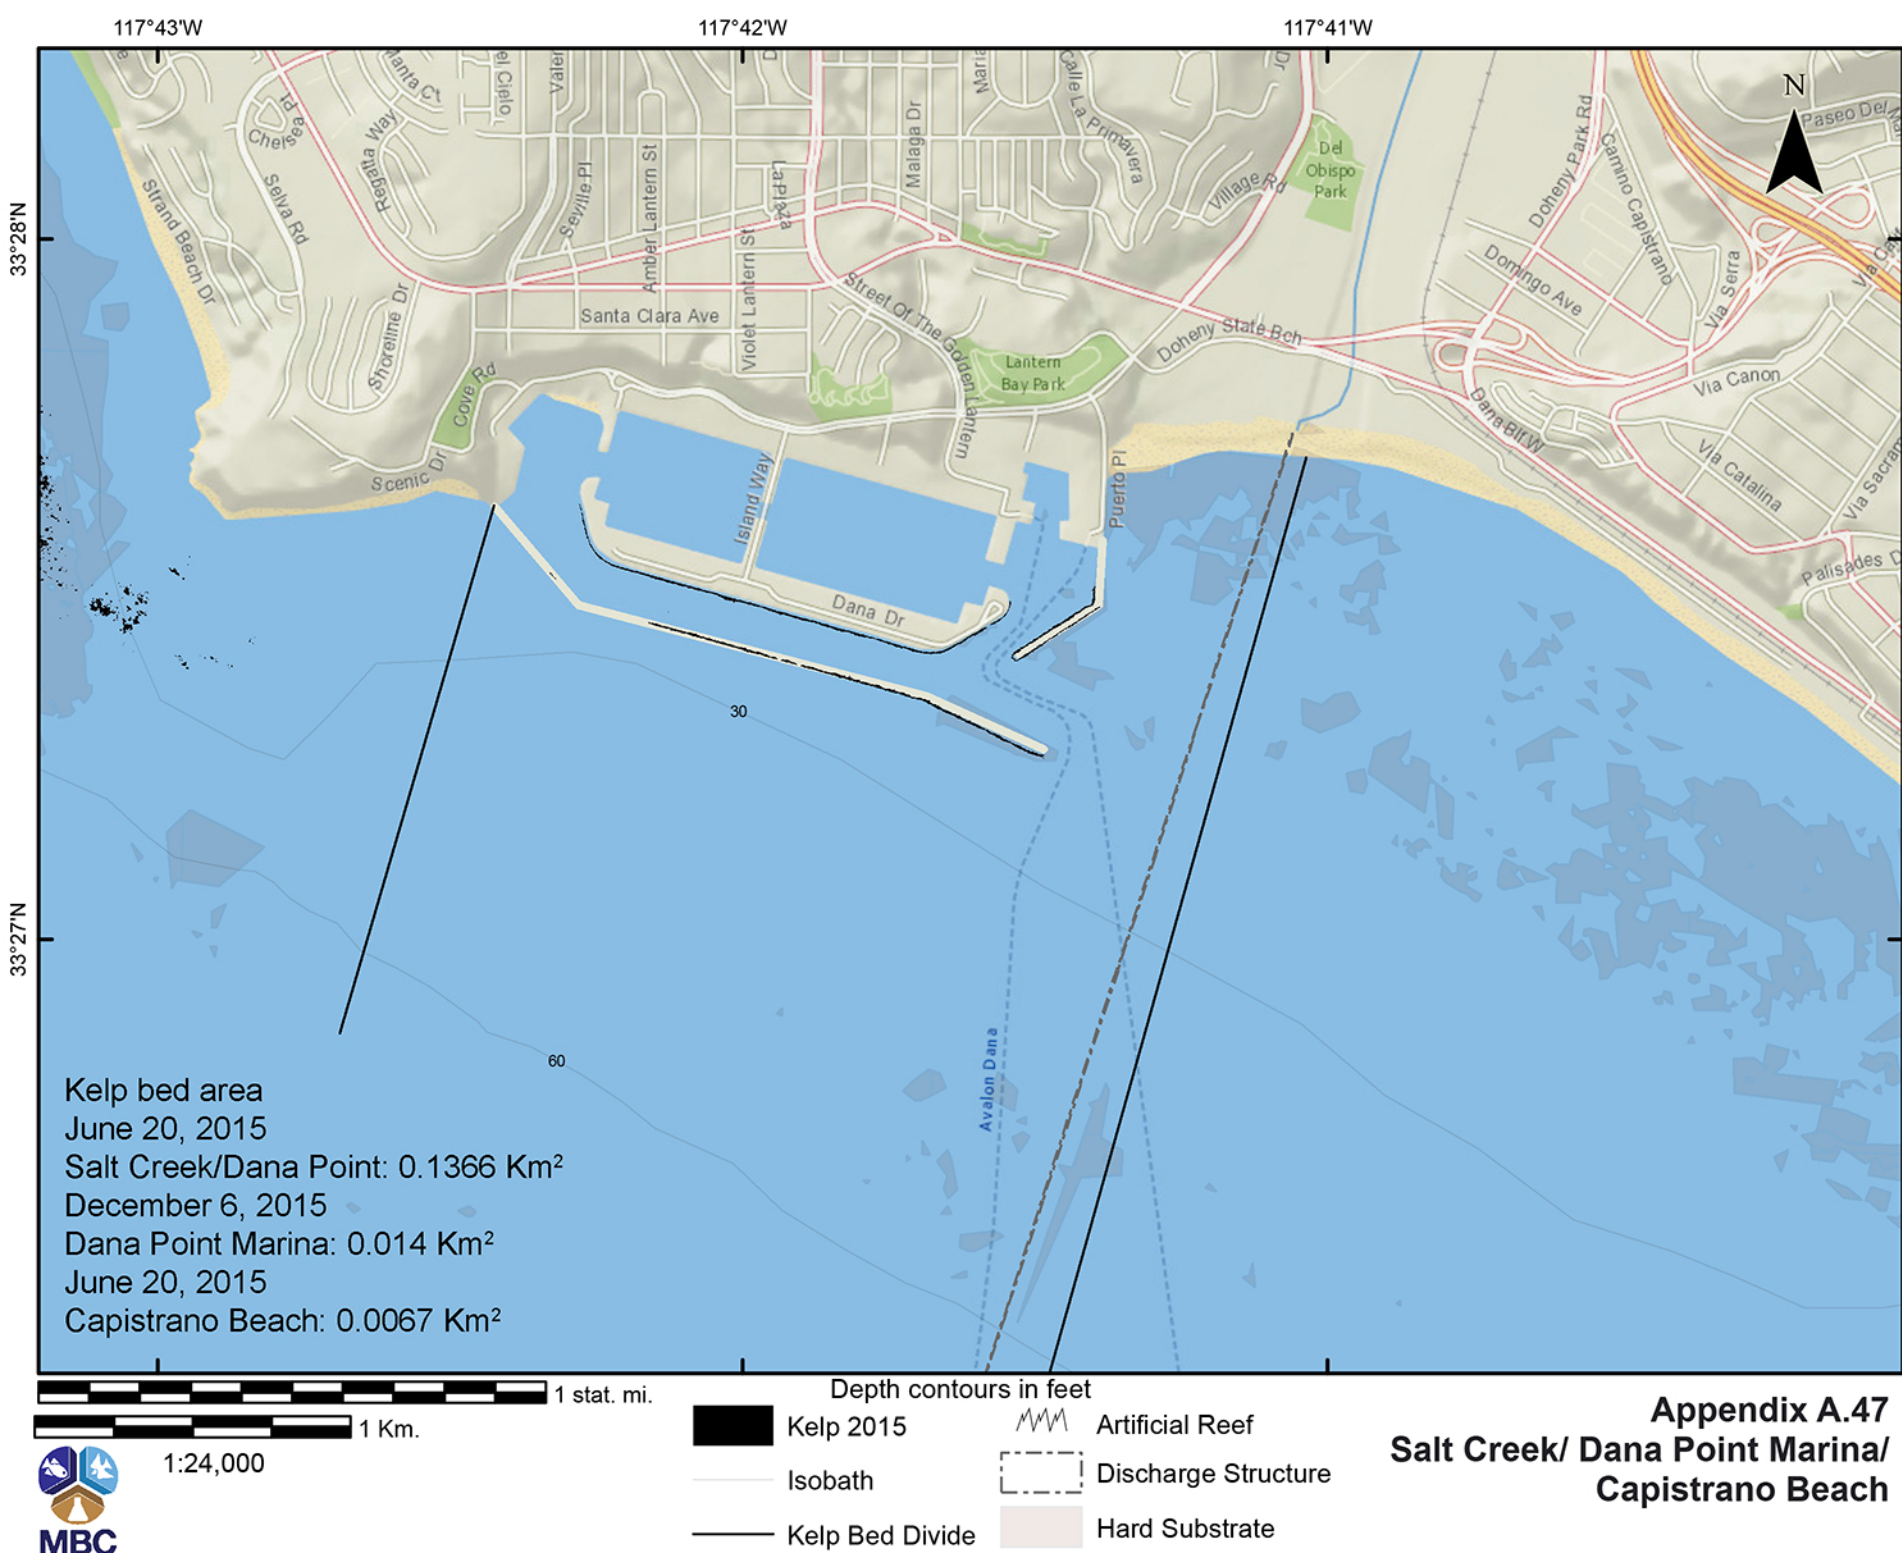 117°43'W
117°42'W
117°41'W
33°28'N
33°27'N
N
Manta Ct
el Cielo
Chelsea Pl
Regatta Way
Selva Rd
Strand Beach Dr
Seville Pl
Amber Lantern St
La Plaza
Malaga Dr
Calle La Primavera
Village Rd
Del
Obispo
Park
Doheny Park Rd
Camino Capistrano
Paseo Del
Domingo Ave
Via Serra
Shoreline Dr
Santa Clara Ave
Violet Lantern St
Street Of The Golden Lantern
Doheny State Bch
Lantern
Bay Park
Cove Rd
Scenic Dr
Island Way
Puerto Pl
Dana Blf W
Via Canon
Via Catalina
Via Sacra
Palisades D
Dana Dr
30
60
Avalon Dana
Kelp bed area
June 20, 2015
Salt Creek/Dana Point: 0.1366 Km²
December 6, 2015
Dana Point Marina: 0.014 Km²
June 20, 2015
Capistrano Beach: 0.0067 Km²
1 stat. mi.
1 Km.
1:24,000
MBC
Depth contours in feet
Kelp 2015
Isobath
Kelp Bed Divide
Artificial Reef
Discharge Structure
Hard Substrate
Appendix A.47
Salt Creek/ Dana Point Marina/
Capistrano Beach